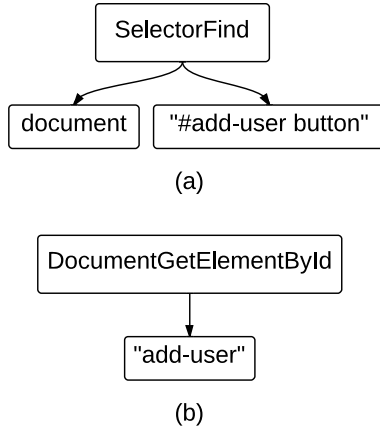 SelectorFind
document "#add-user button"
(a)
DocumentGetElementById
"add-user"
(b)